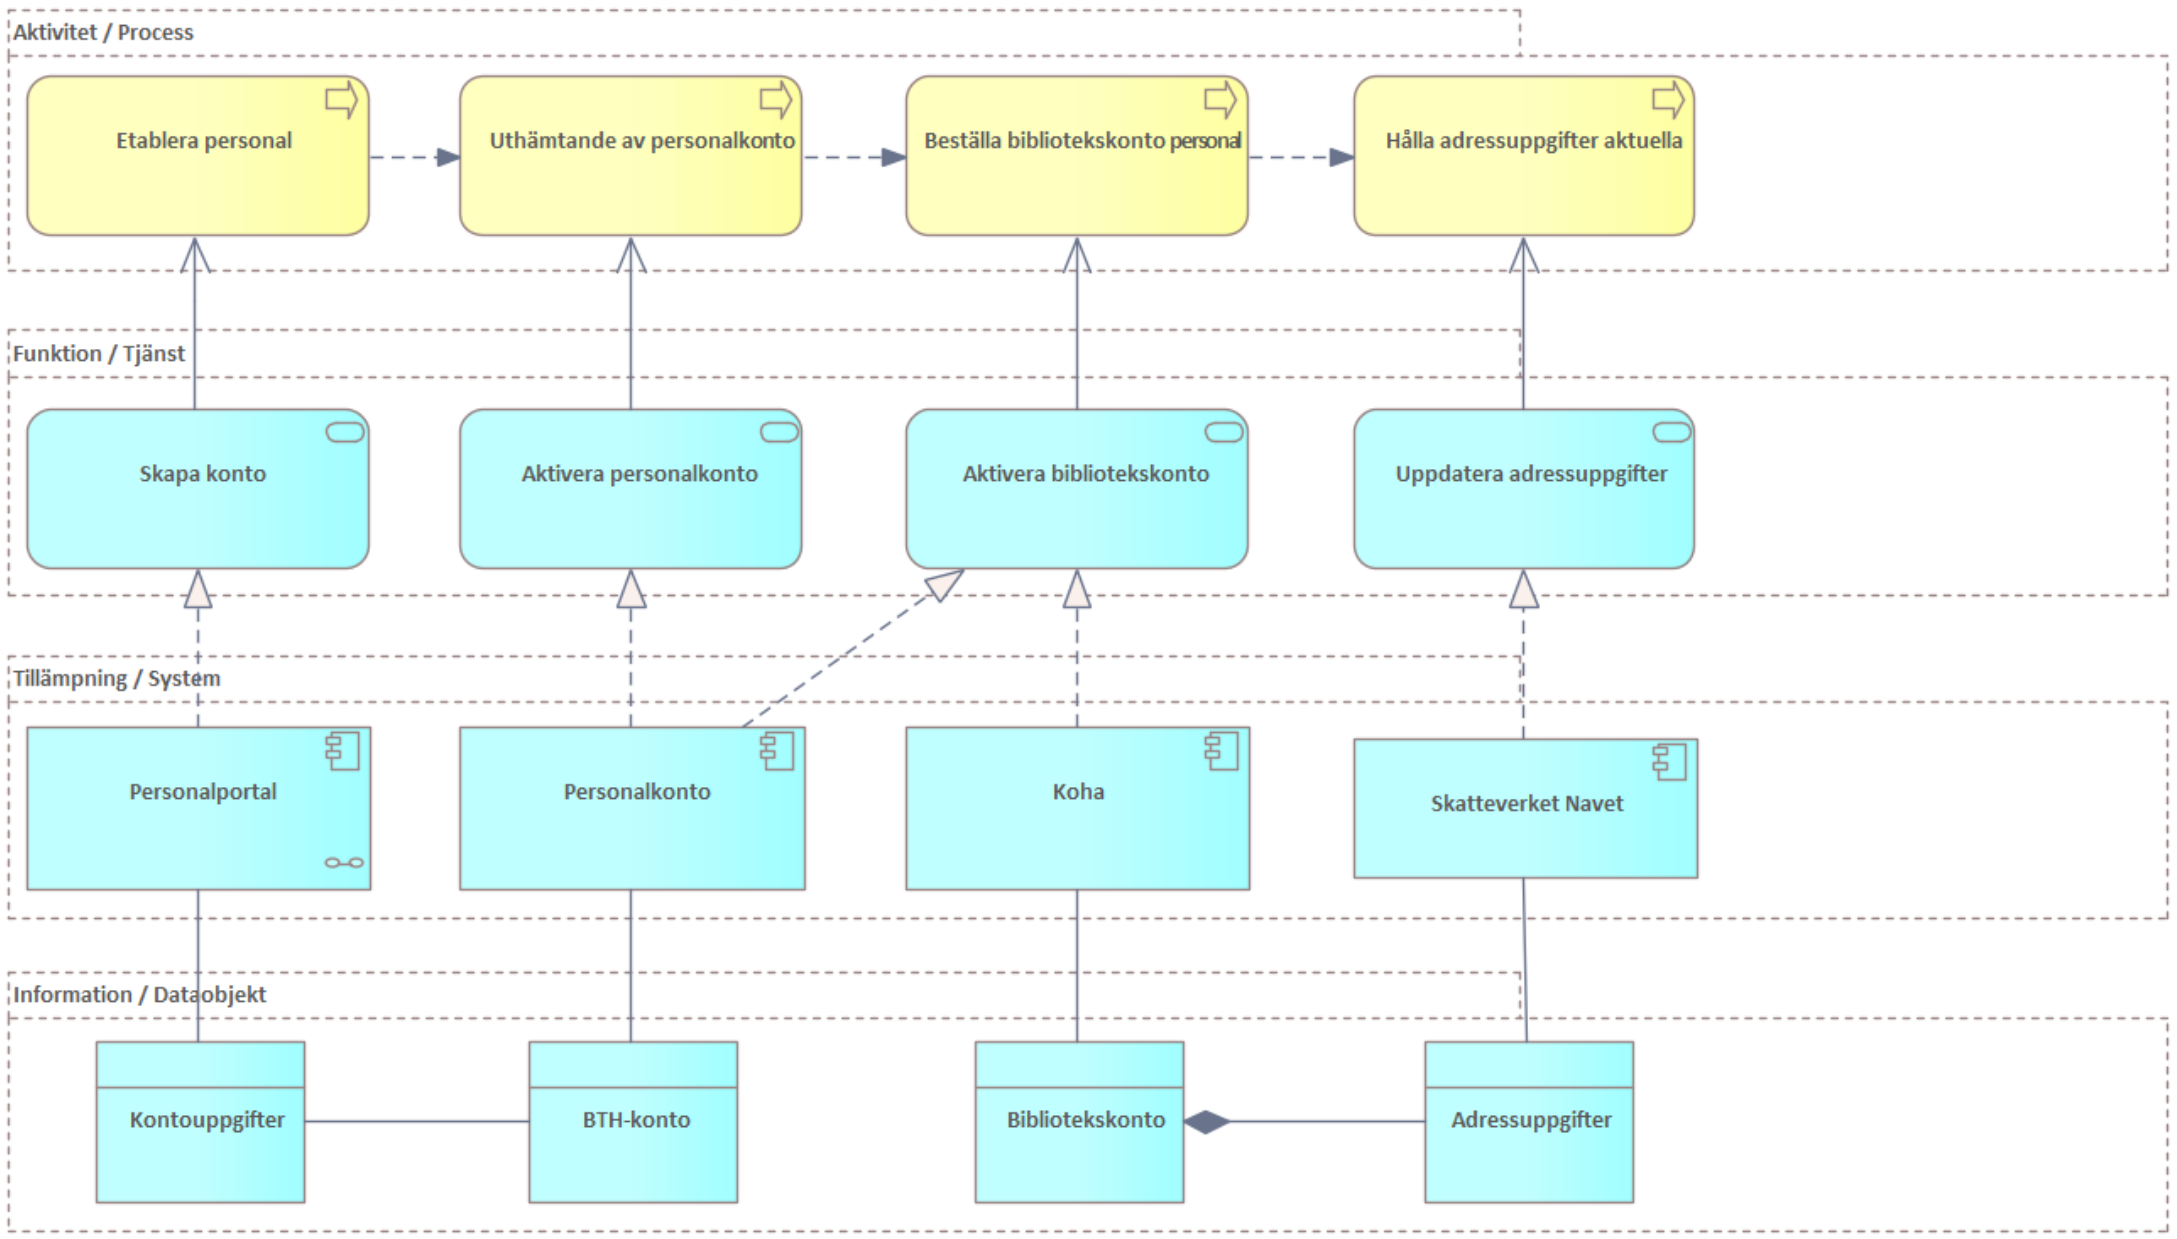 Aktivitet / Process
Etablera personal
Uthämtande av personalkonto
Beställa bibliotekskonto personal
Hålla adressuppgifter aktuella
Funktion / Tjänst
Skapa konto
Aktivera personalkonto
Aktivera bibliotekskonto
Uppdatera adressuppgifter
Tillämpning / System
Personalportal
Personalkonto
Koha
Skatteverket Navet
Information / Dataobjekt
Kontouppgifter
BTH-konto
Bibliotekskonto
Adressuppgifter